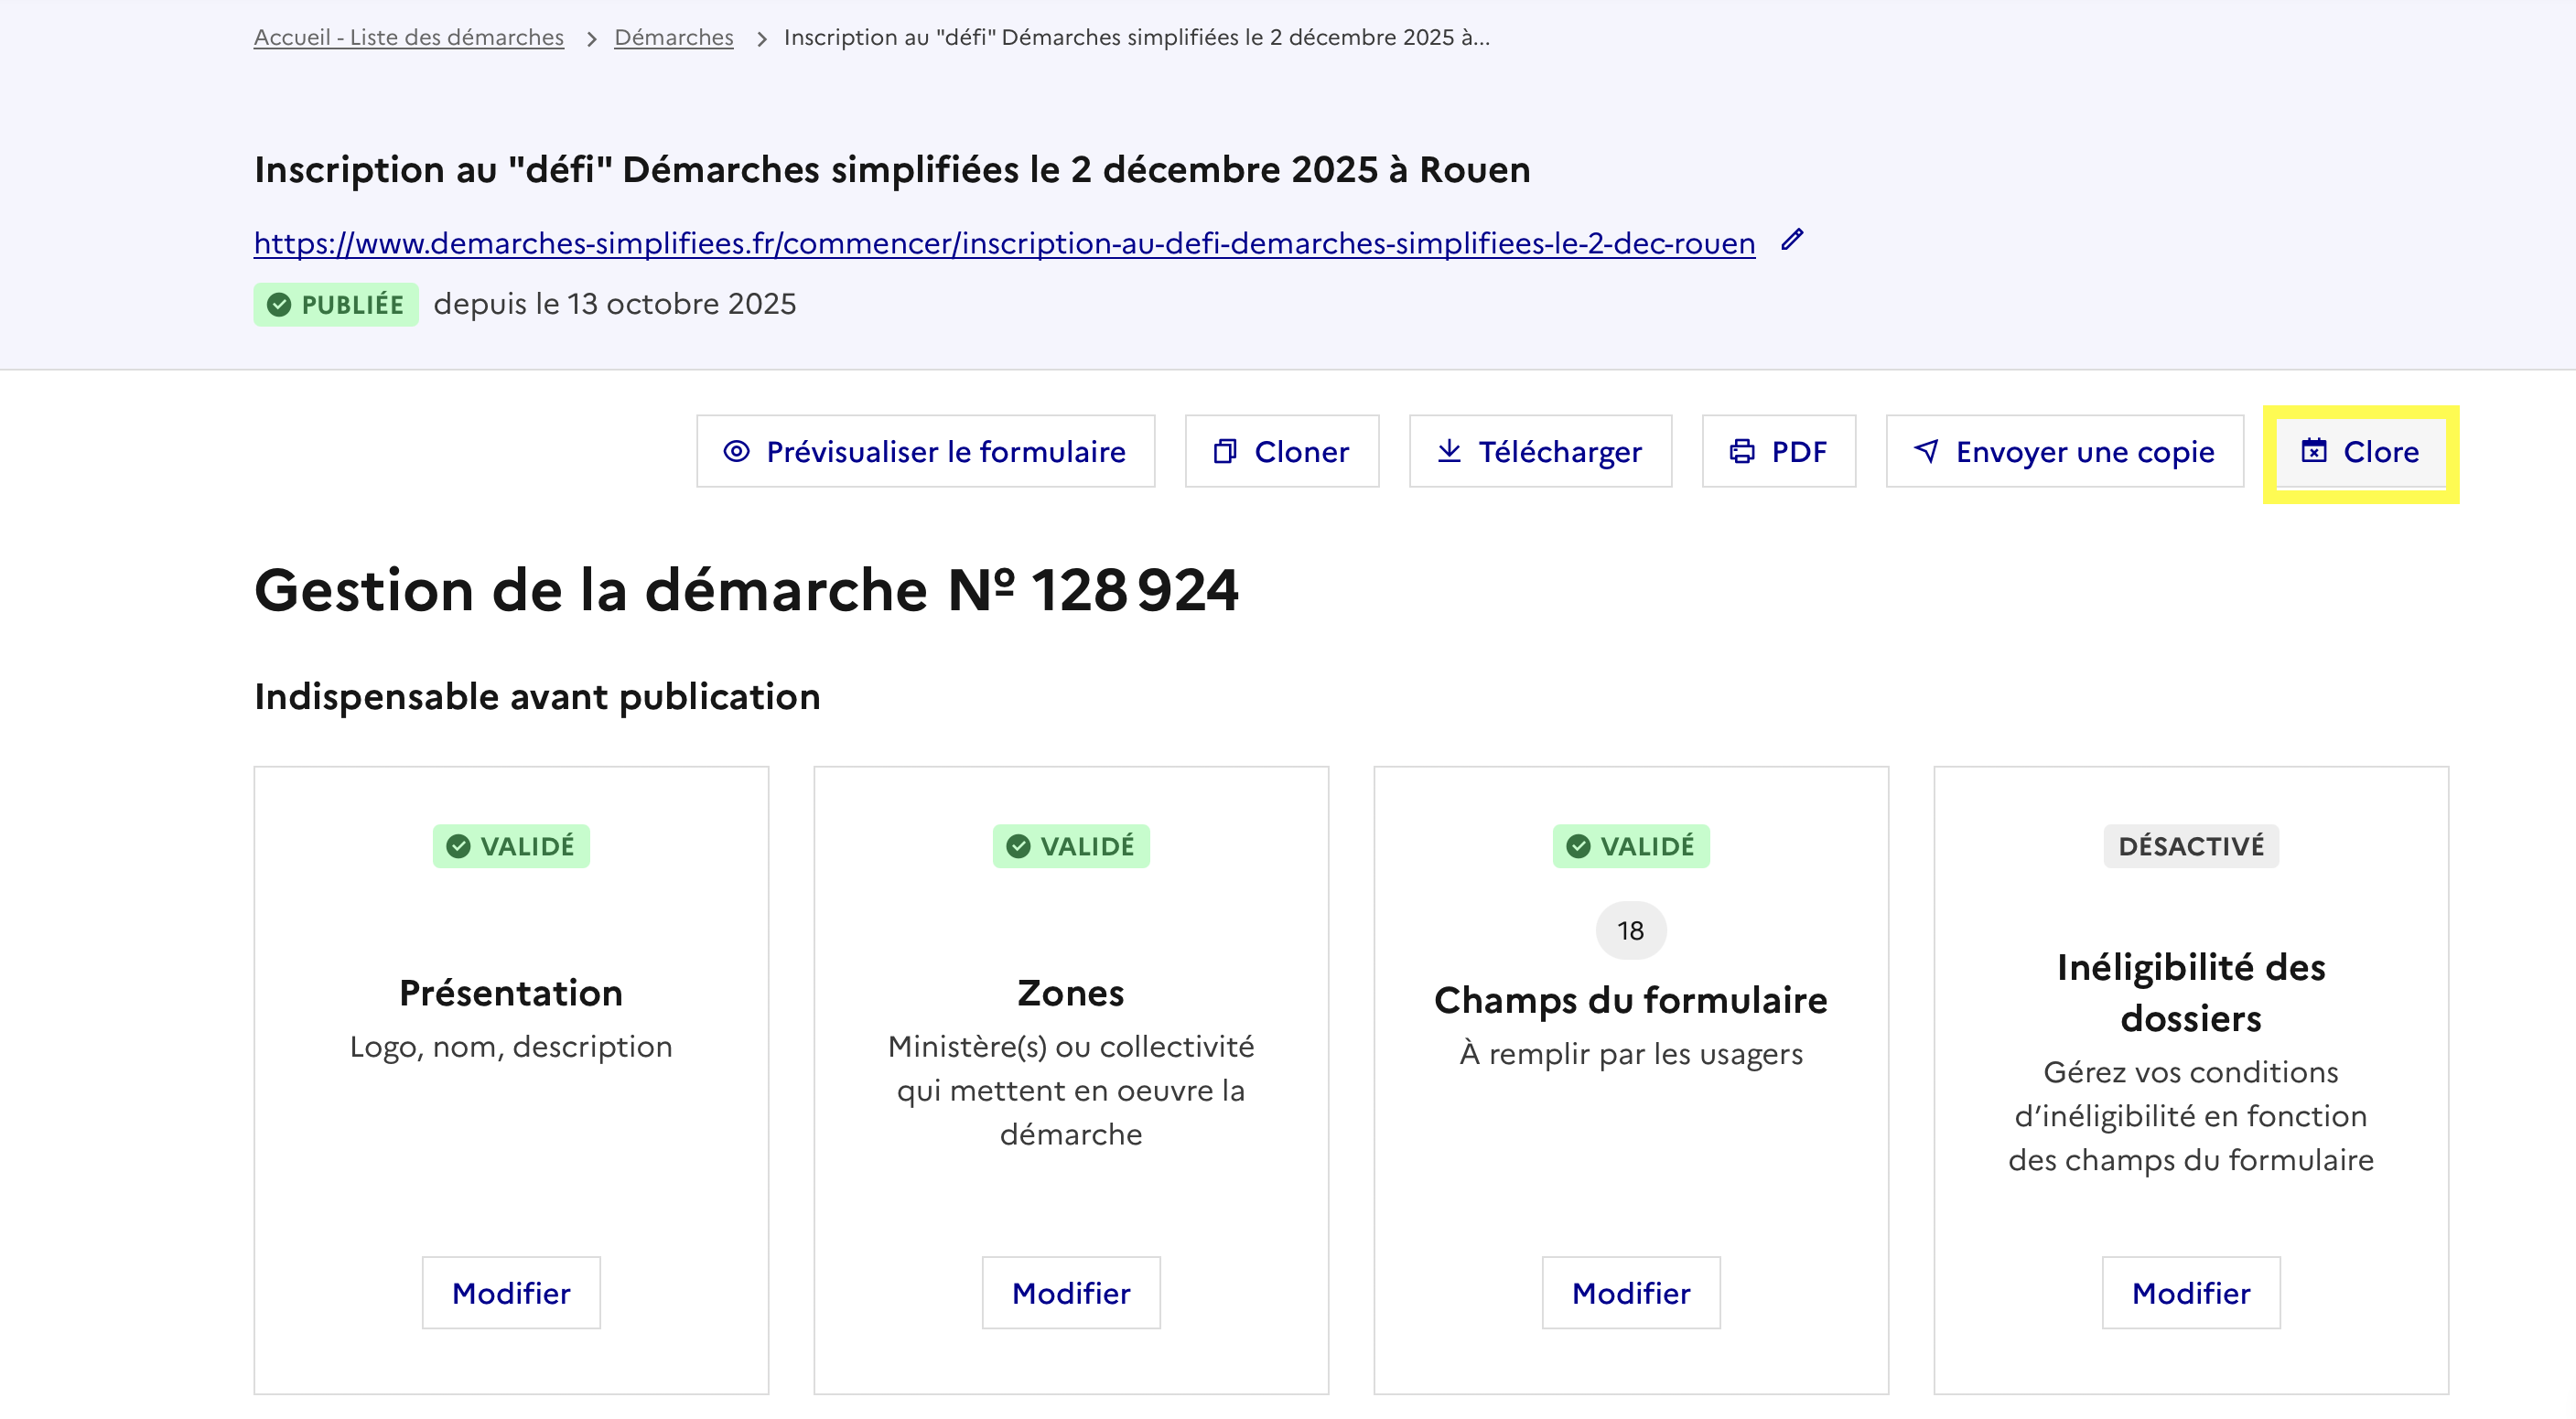 Accueil - Liste des démarches > Démarches > Inscription au "défi" Démarches simplifiées le 2 décembre 2025 à...
Inscription au "défi" Démarches simplifiées le 2 décembre 2025 à Rouen
https://www.demarches-simplifiees.fr/commencer/inscription-au-defi-demarches-simplifiees-le-2-dec-rouen
PUBLIÉE depuis le 13 octobre 2025
Prévisualiser le formulaire Cloner Télécharger PDF Envoyer une copie Clore
Gestion de la démarche Nº 128 924
Indispensable avant publication
VALIDÉ
Présentation
Logo, nom, description
Modifier
VALIDÉ
Zones
Ministère(s) ou collectivité
qui mettent en oeuvre la
démarche
Modifier
VALIDÉ
18
Champs du formulaire
À remplir par les usagers
Modifier
DÉSACTIVÉ
Inéligibilité des
dossiers
Gérez vos conditions
d’inéligibilité en fonction
des champs du formulaire
Modifier